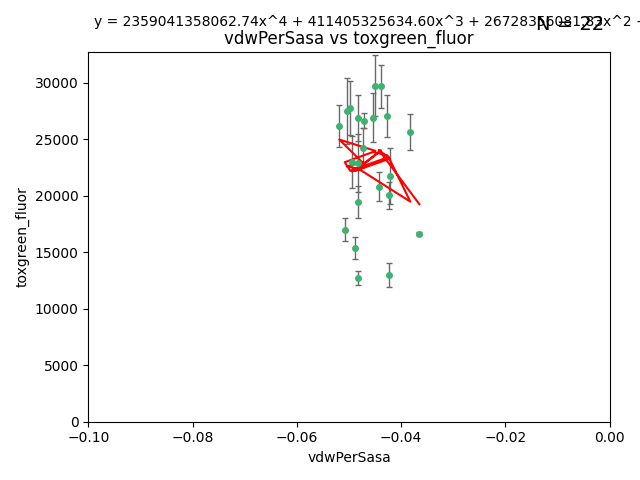 y = 2359041358062.74x^4 + 411405325634.60x^3 +
N = 22
vdwPerSasa vs toxgreen_fluor
30000
25000
20000
15000
10000
5000
0
toxgreen_fluor
−0.10 −0.08 −0.06 −0.04 −0.02 0.00
vdwPerSasa